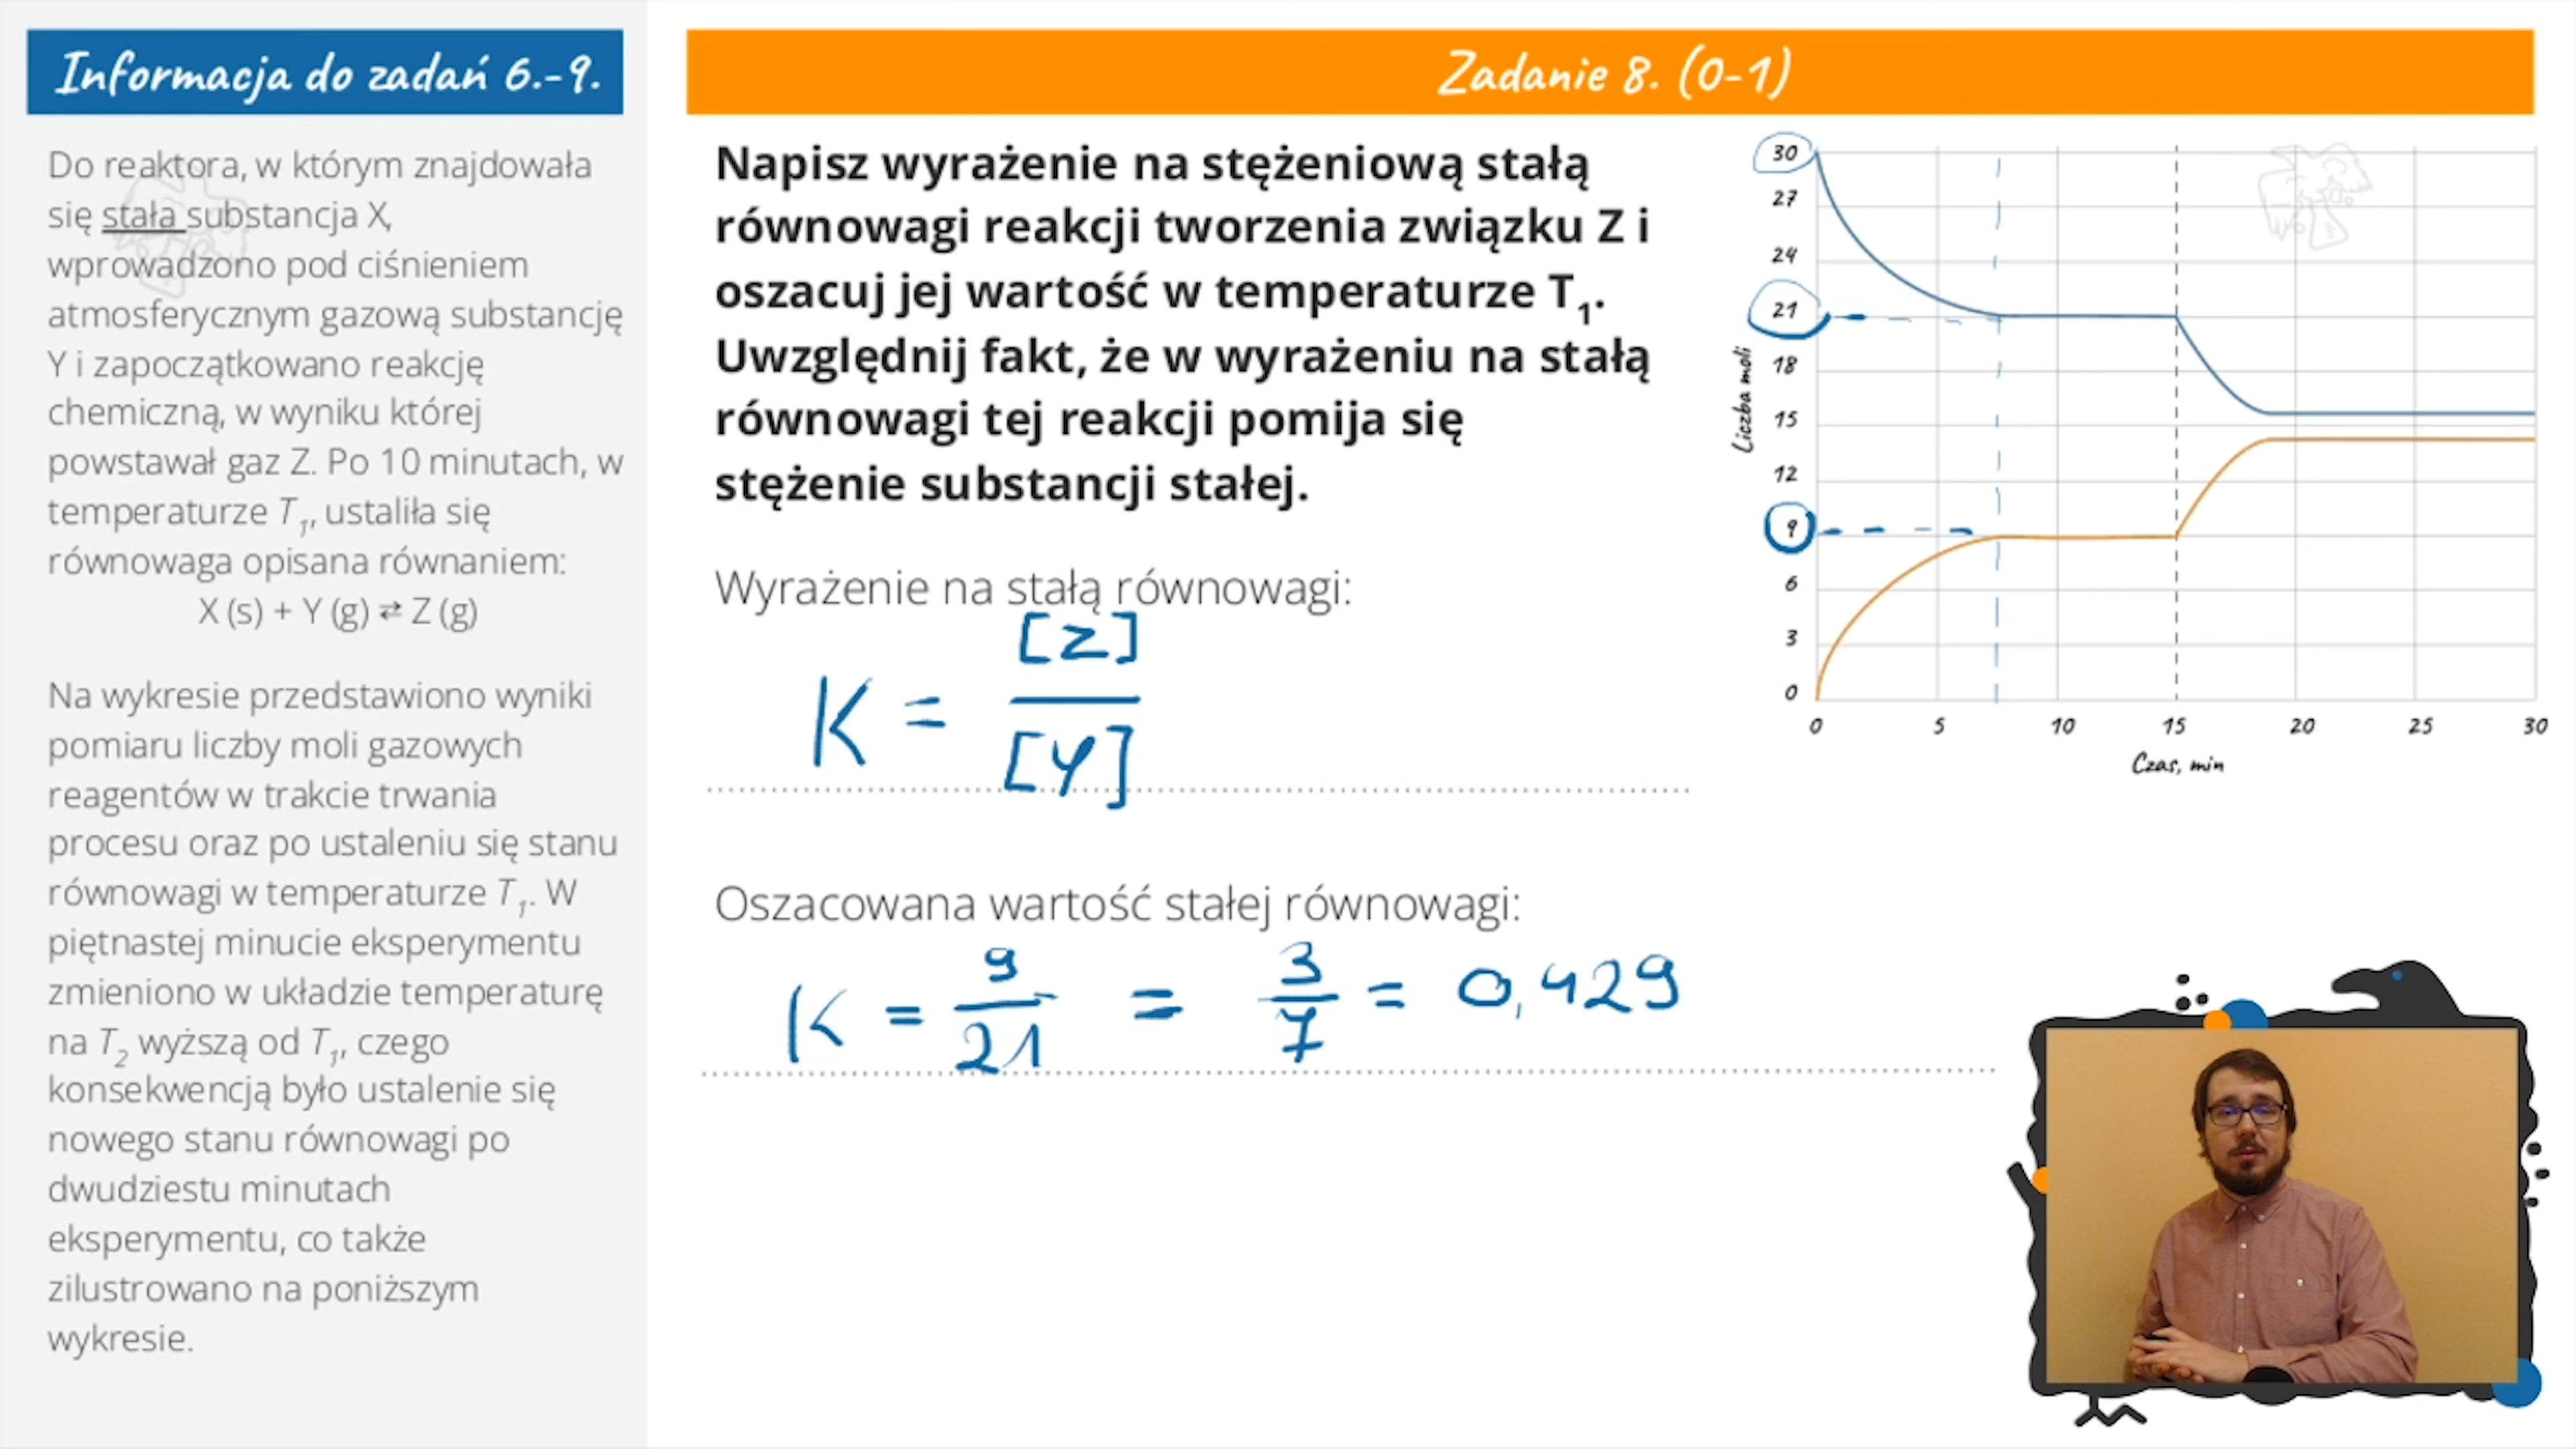 Informacja do zadań 6.-9.
Do reaktora, w którym znajdowała
się stała substancja X,
wprowadzono pod ciśnieniem
atmosferycznym gazową substancję
Y i zapoczątkowano reakcję
chemiczną, w wyniku której
powstawał gaz Z. Po 10 minutach, w
temperaturze T₁, ustaliła się
równowaga opisana równaniem:
X (s) + Y (g) ⇄ Z (g)
Na wykresie przedstawiono wyniki
pomiaru liczby moli gazowych
reagentów w trakcie trwania
procesu oraz po ustaleniu się stanu
równowagi w temperaturze T₁. W
piętnastej minucie eksperymentu
zmieniono w układzie temperaturę
na T₂ wyższą od T₁, czego
konsekwencją było ustalenie się
nowego stanu równowagi po
dwudziestu minutach
eksperymentu, co także
zilustrowano na poniższym
wykresie.
Zadanie 8. (0-1)
Napisz wyrażenie na stężeniową stałą
równowagi reakcji tworzenia związku Z i
oszacuj jej wartość w temperaturze T₁.
Uwzględnij fakt, że w wyrażeniu na stałą
równowagi tej reakcji pomija się
stężenie substancji stałej.
Wyrażenie na stałą równowagi:
K = [Z] / [Y]
Oszacowana wartość stałej równowagi:
K = 9/21 = 3/7 = 0,429
Liczba moli
30
27
24
21
18
15
12
9
6
3
0
0 5 10 15 20 25 30
Czas, min